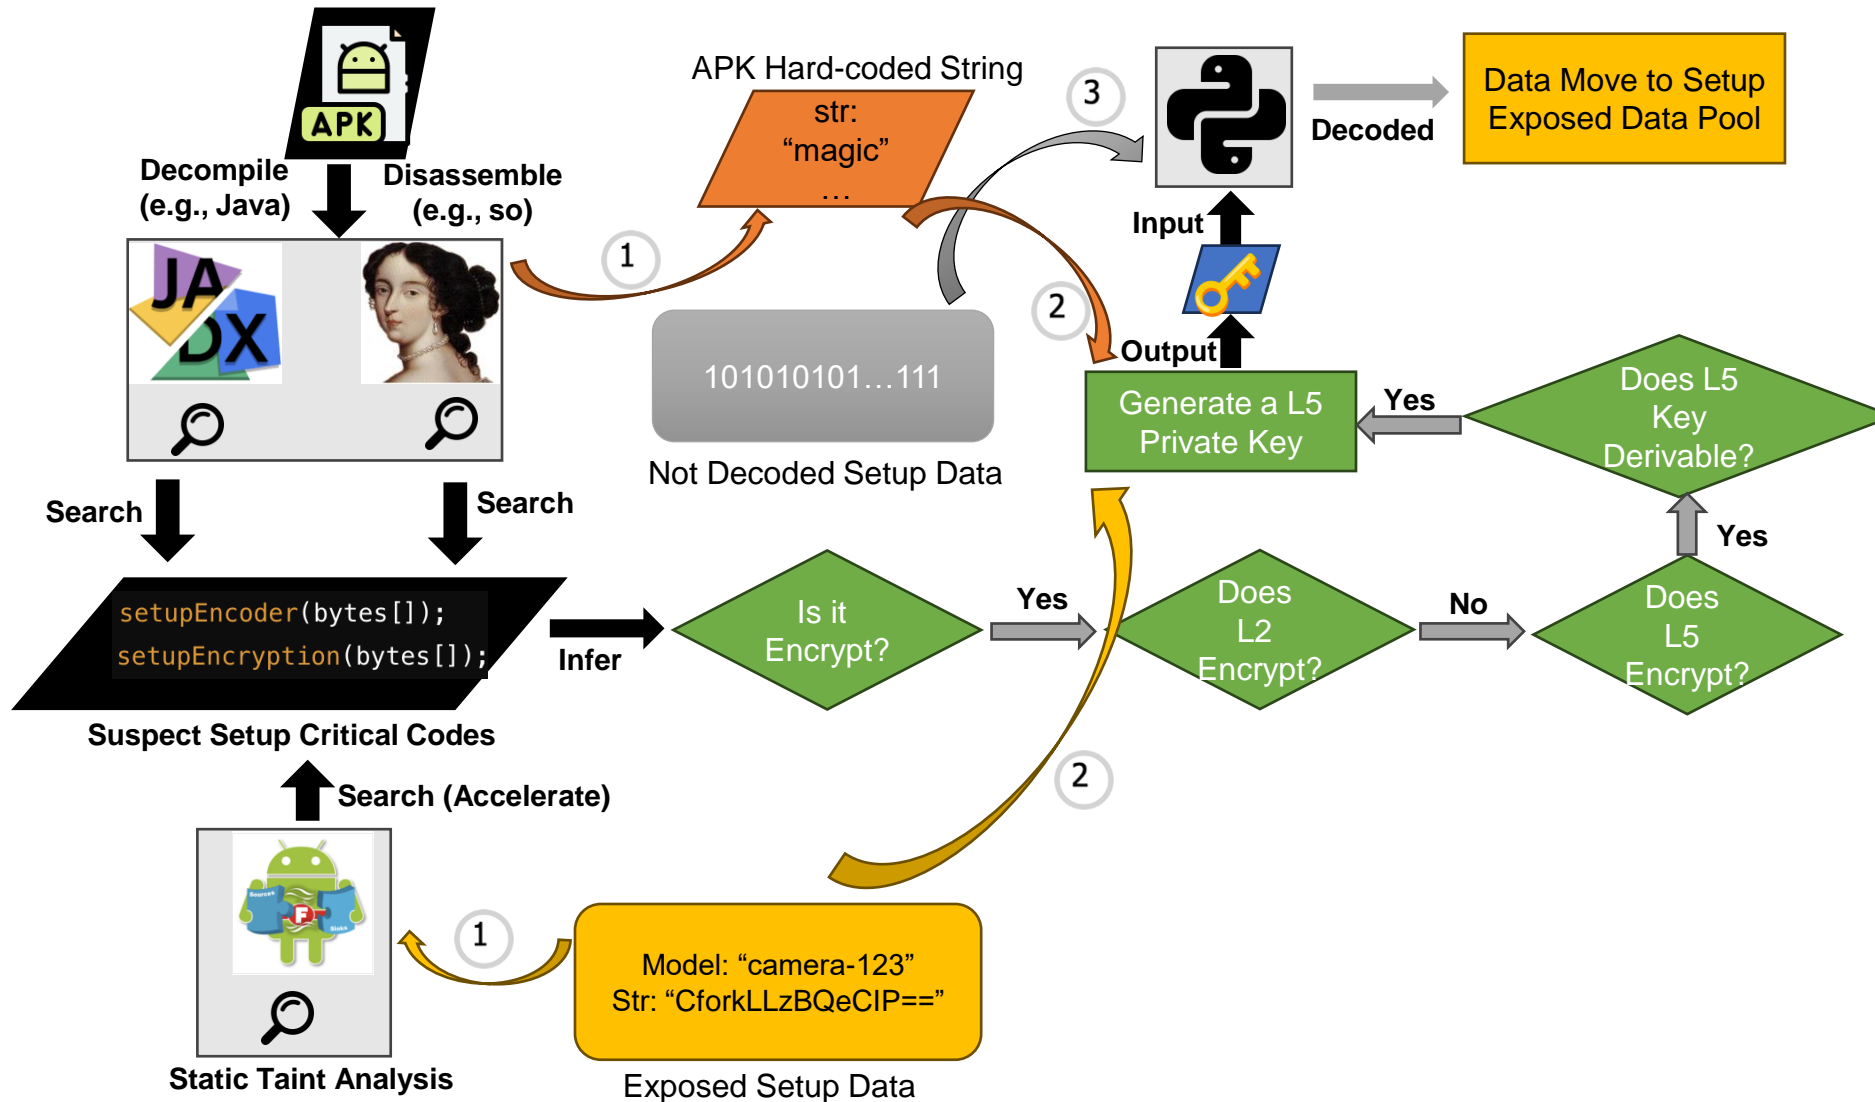 APK
Decompile
(e.g., Java)
Disassemble
(e.g., so)
JA
DX
Search
Search
setupEncoder(bytes[]);
setupEncryption(bytes[]);
Suspect Setup Critical Codes
Search (Accelerate)
Sources
F
Sinks
Static Taint Analysis
1
APK Hard-coded String
str:
“magic”
…
1
2
3
101010101…111
Not Decoded Setup Data
Infer
Is it
Encrypt?
Yes
Does
L2
Encrypt?
No
Does
L5
Encrypt?
Yes
Does L5
Key
Derivable?
Yes
Generate a L5
Private Key
Output
Input
Decoded
Data Move to Setup
Exposed Data Pool
2
Model: “camera-123”
Str: “CforkLLzBQeCIP==”
Exposed Setup Data